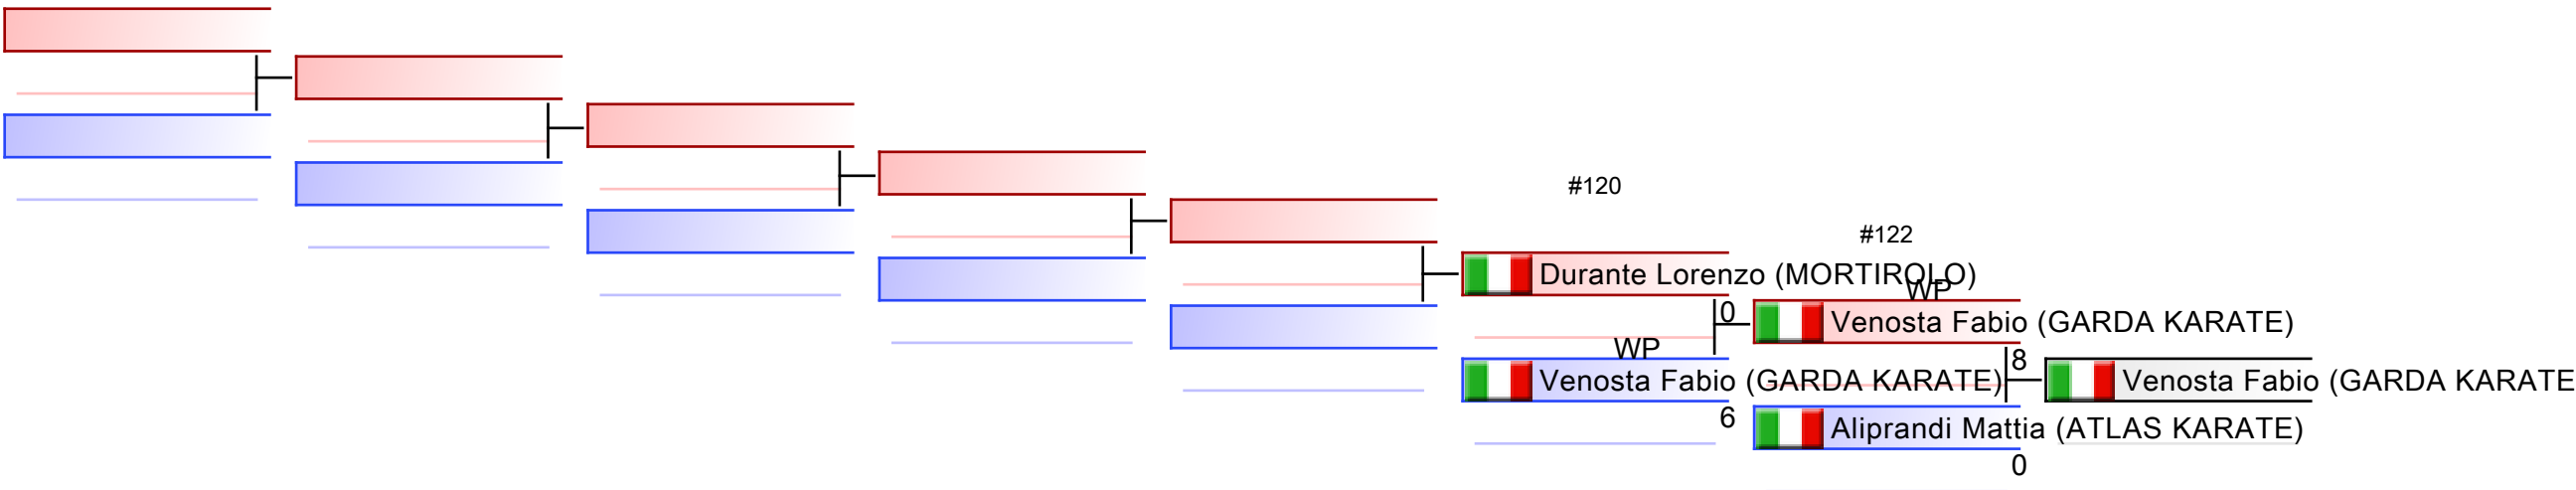 #120
#122
Durante Lorenzo (MORTIROLO)
WP
0
Venosta Fabio (GARDA KARATE)
WP
8
Venosta Fabio (GARDA KARATE)
Venosta Fabio (GARDA KARATE
6
Aliprandi Mattia (ATLAS KARATE)
0